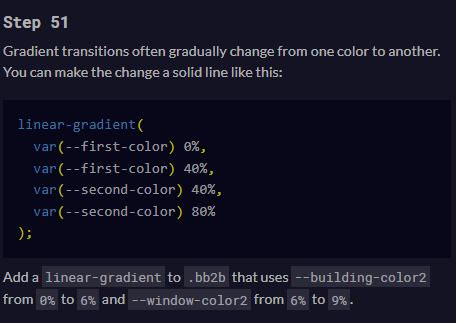 Step 51
Gradient transitions often gradually change from one color to another.
You can make the change a solid line like this:
linear-gradient(
  var(--first-color) 0%,
  var(--first-color) 40%,
  var(--second-color) 40%,
  var(--second-color) 80%
);
Add a linear-gradient to .bb2b that uses --building-color2
from 0% to 6% and --window-color2 from 6% to 9%.